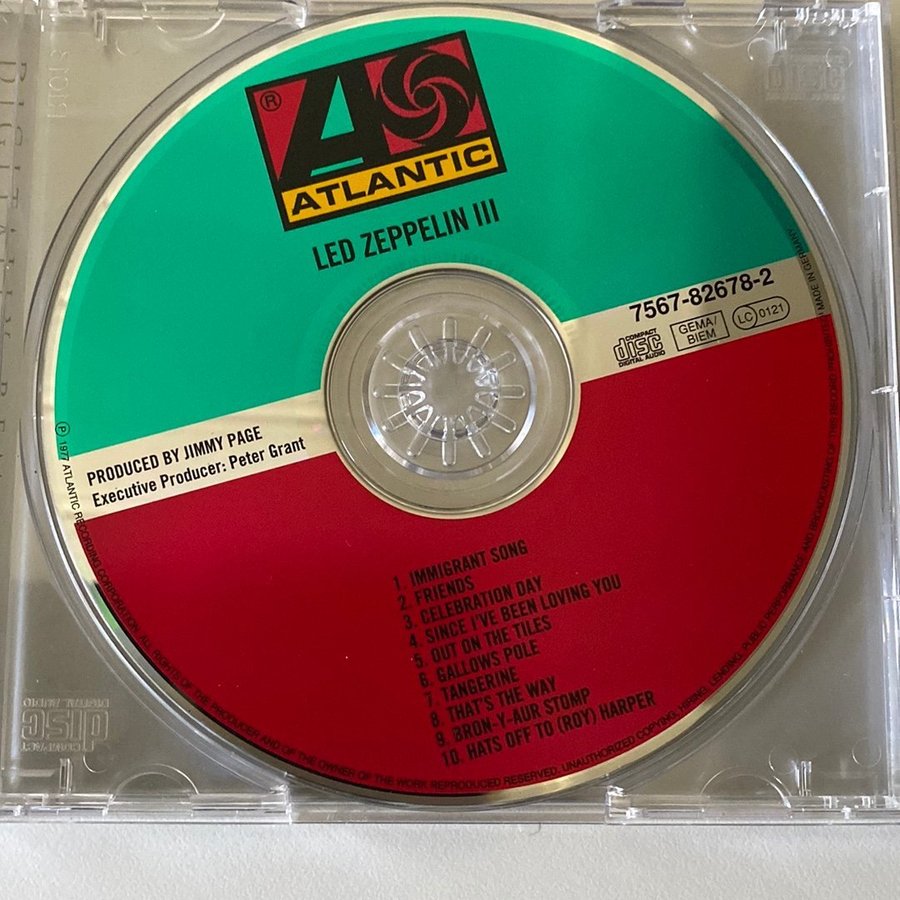 ®
ATLANTIC
LED ZEPPELIN III
7567-82678-2
COMPACT
disc
DIGITAL AUDIO
GEMA/
BIEM
LC 0121
PRODUCED BY JIMMY PAGE
Executive Producer: Peter Grant
1. IMMIGRANT SONG
2. FRIENDS
3. CELEBRATION DAY
4. SINCE I'VE BEEN LOVING YOU
5. OUT ON THE TILES
6. GALLOWS POLE
7. TANGERINE
8. THAT'S THE WAY
9. BRON-Y-AUR STOMP
10. HATS OFF TO (ROY) HARPER
℗ 1977 ATLANTIC RECORDING CORPORATION. ALL RIGHTS OF THE PRODUCER AND OF THE OWNER OF THE WORK REPRODUCED RESERVED. UNAUTHORIZED COPYING, HIRING, LENDING, PUBLIC PERFORMANCE AND BROADCASTING OF THIS RECORD PROHIBITED. MADE IN GERMANY
COMPACT
disc
DIGITAL AUDIO